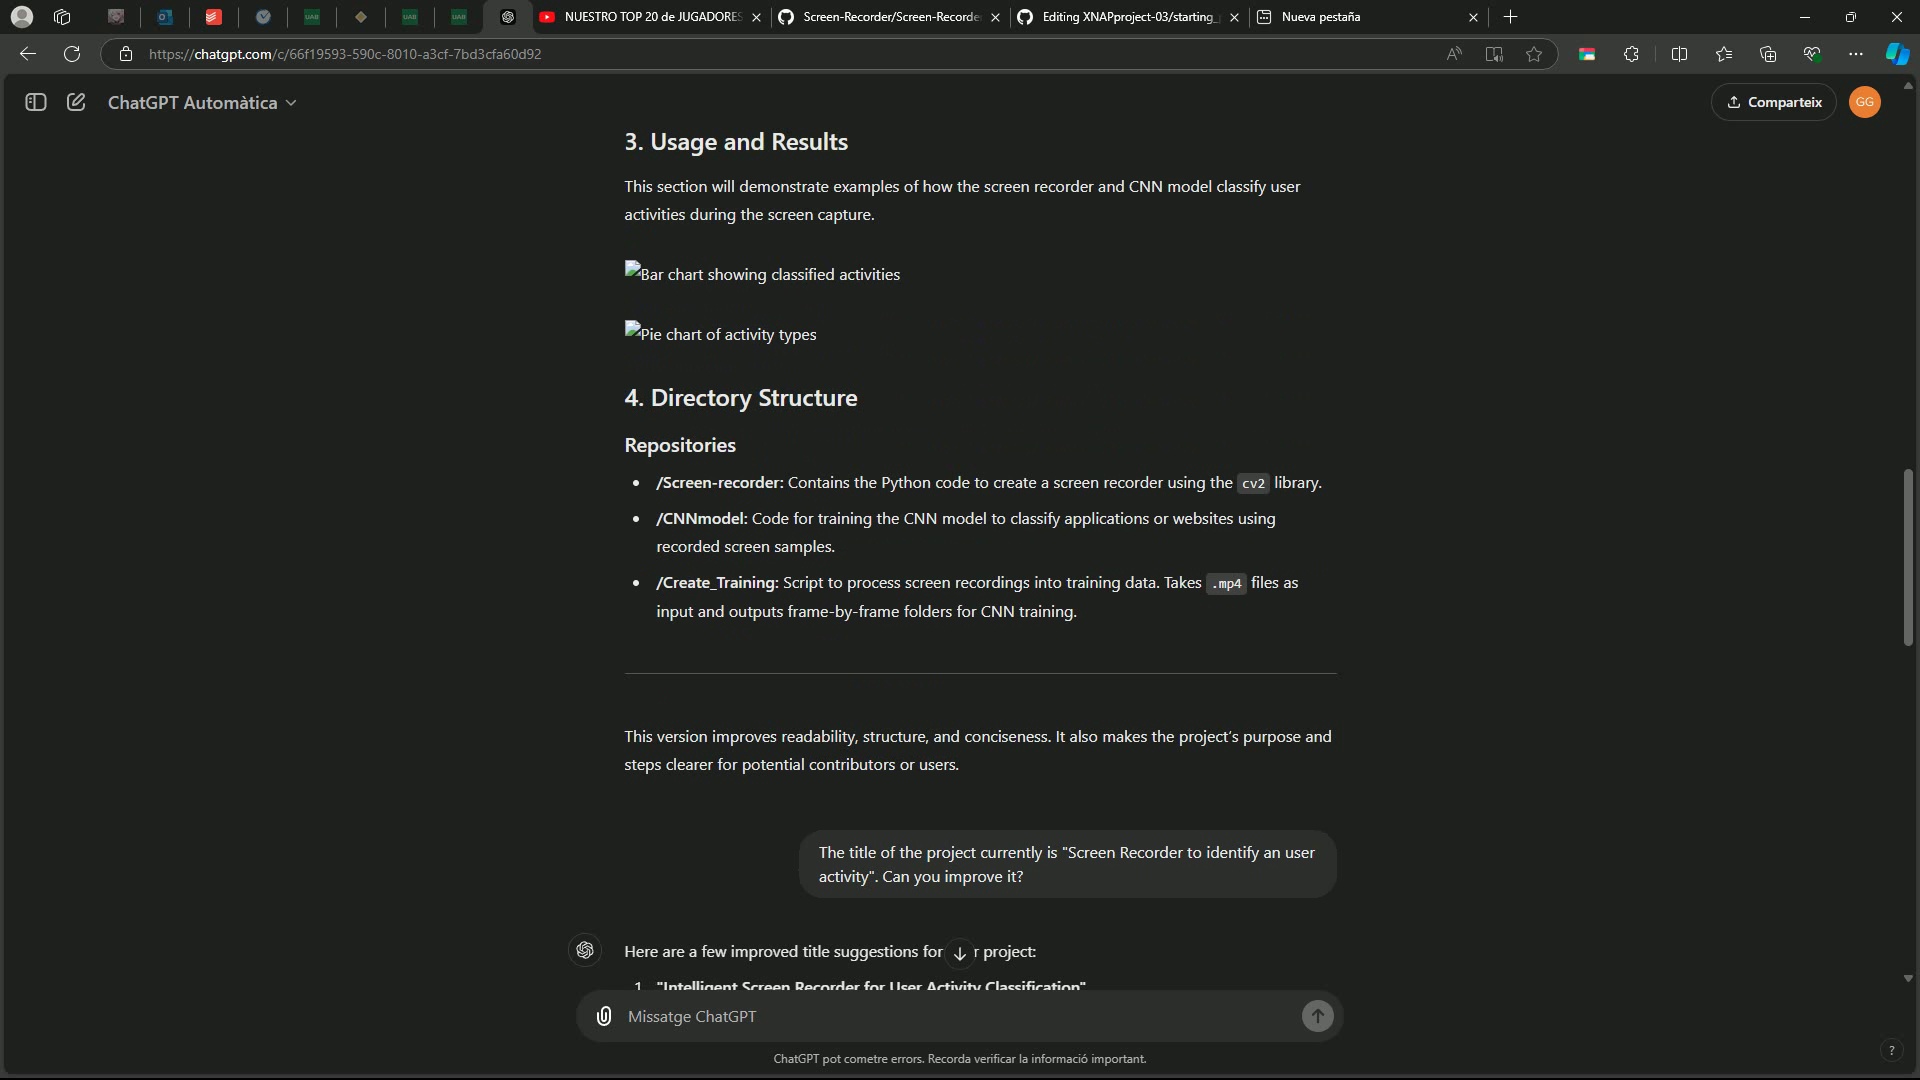 UAB
UAB
UAB
NUESTRO TOP 20 de JUGADORES
Screen-Recorder/Screen-Recorde
Editing XNAPproject-03/starting_
Nueva pestaña
https://chatgpt.com/c/66f19593-590c-8010-a3cf-7bd3cfa60d92
ChatGPT Automàtica
Comparteix
GG
3. Usage and Results
This section will demonstrate examples of how the screen recorder and CNN model classify user
activities during the screen capture.
Bar chart showing classified activities
Pie chart of activity types
4. Directory Structure
Repositories
• /Screen-recorder: Contains the Python code to create a screen recorder using the cv2 library.
• /CNNmodel: Code for training the CNN model to classify applications or websites using
recorded screen samples.
• /Create_Training: Script to process screen recordings into training data. Takes .mp4 files as
input and outputs frame-by-frame folders for CNN training.
This version improves readability, structure, and conciseness. It also makes the project's purpose and
steps clearer for potential contributors or users.
The title of the project currently is "Screen Recorder to identify an user
activity". Can you improve it?
Here are a few improved title suggestions for r project:
1. "Intelligent Screen Recorder for User Activity Classification"
Missatge ChatGPT
ChatGPT pot cometre errors. Recorda verificar la informació important.
?